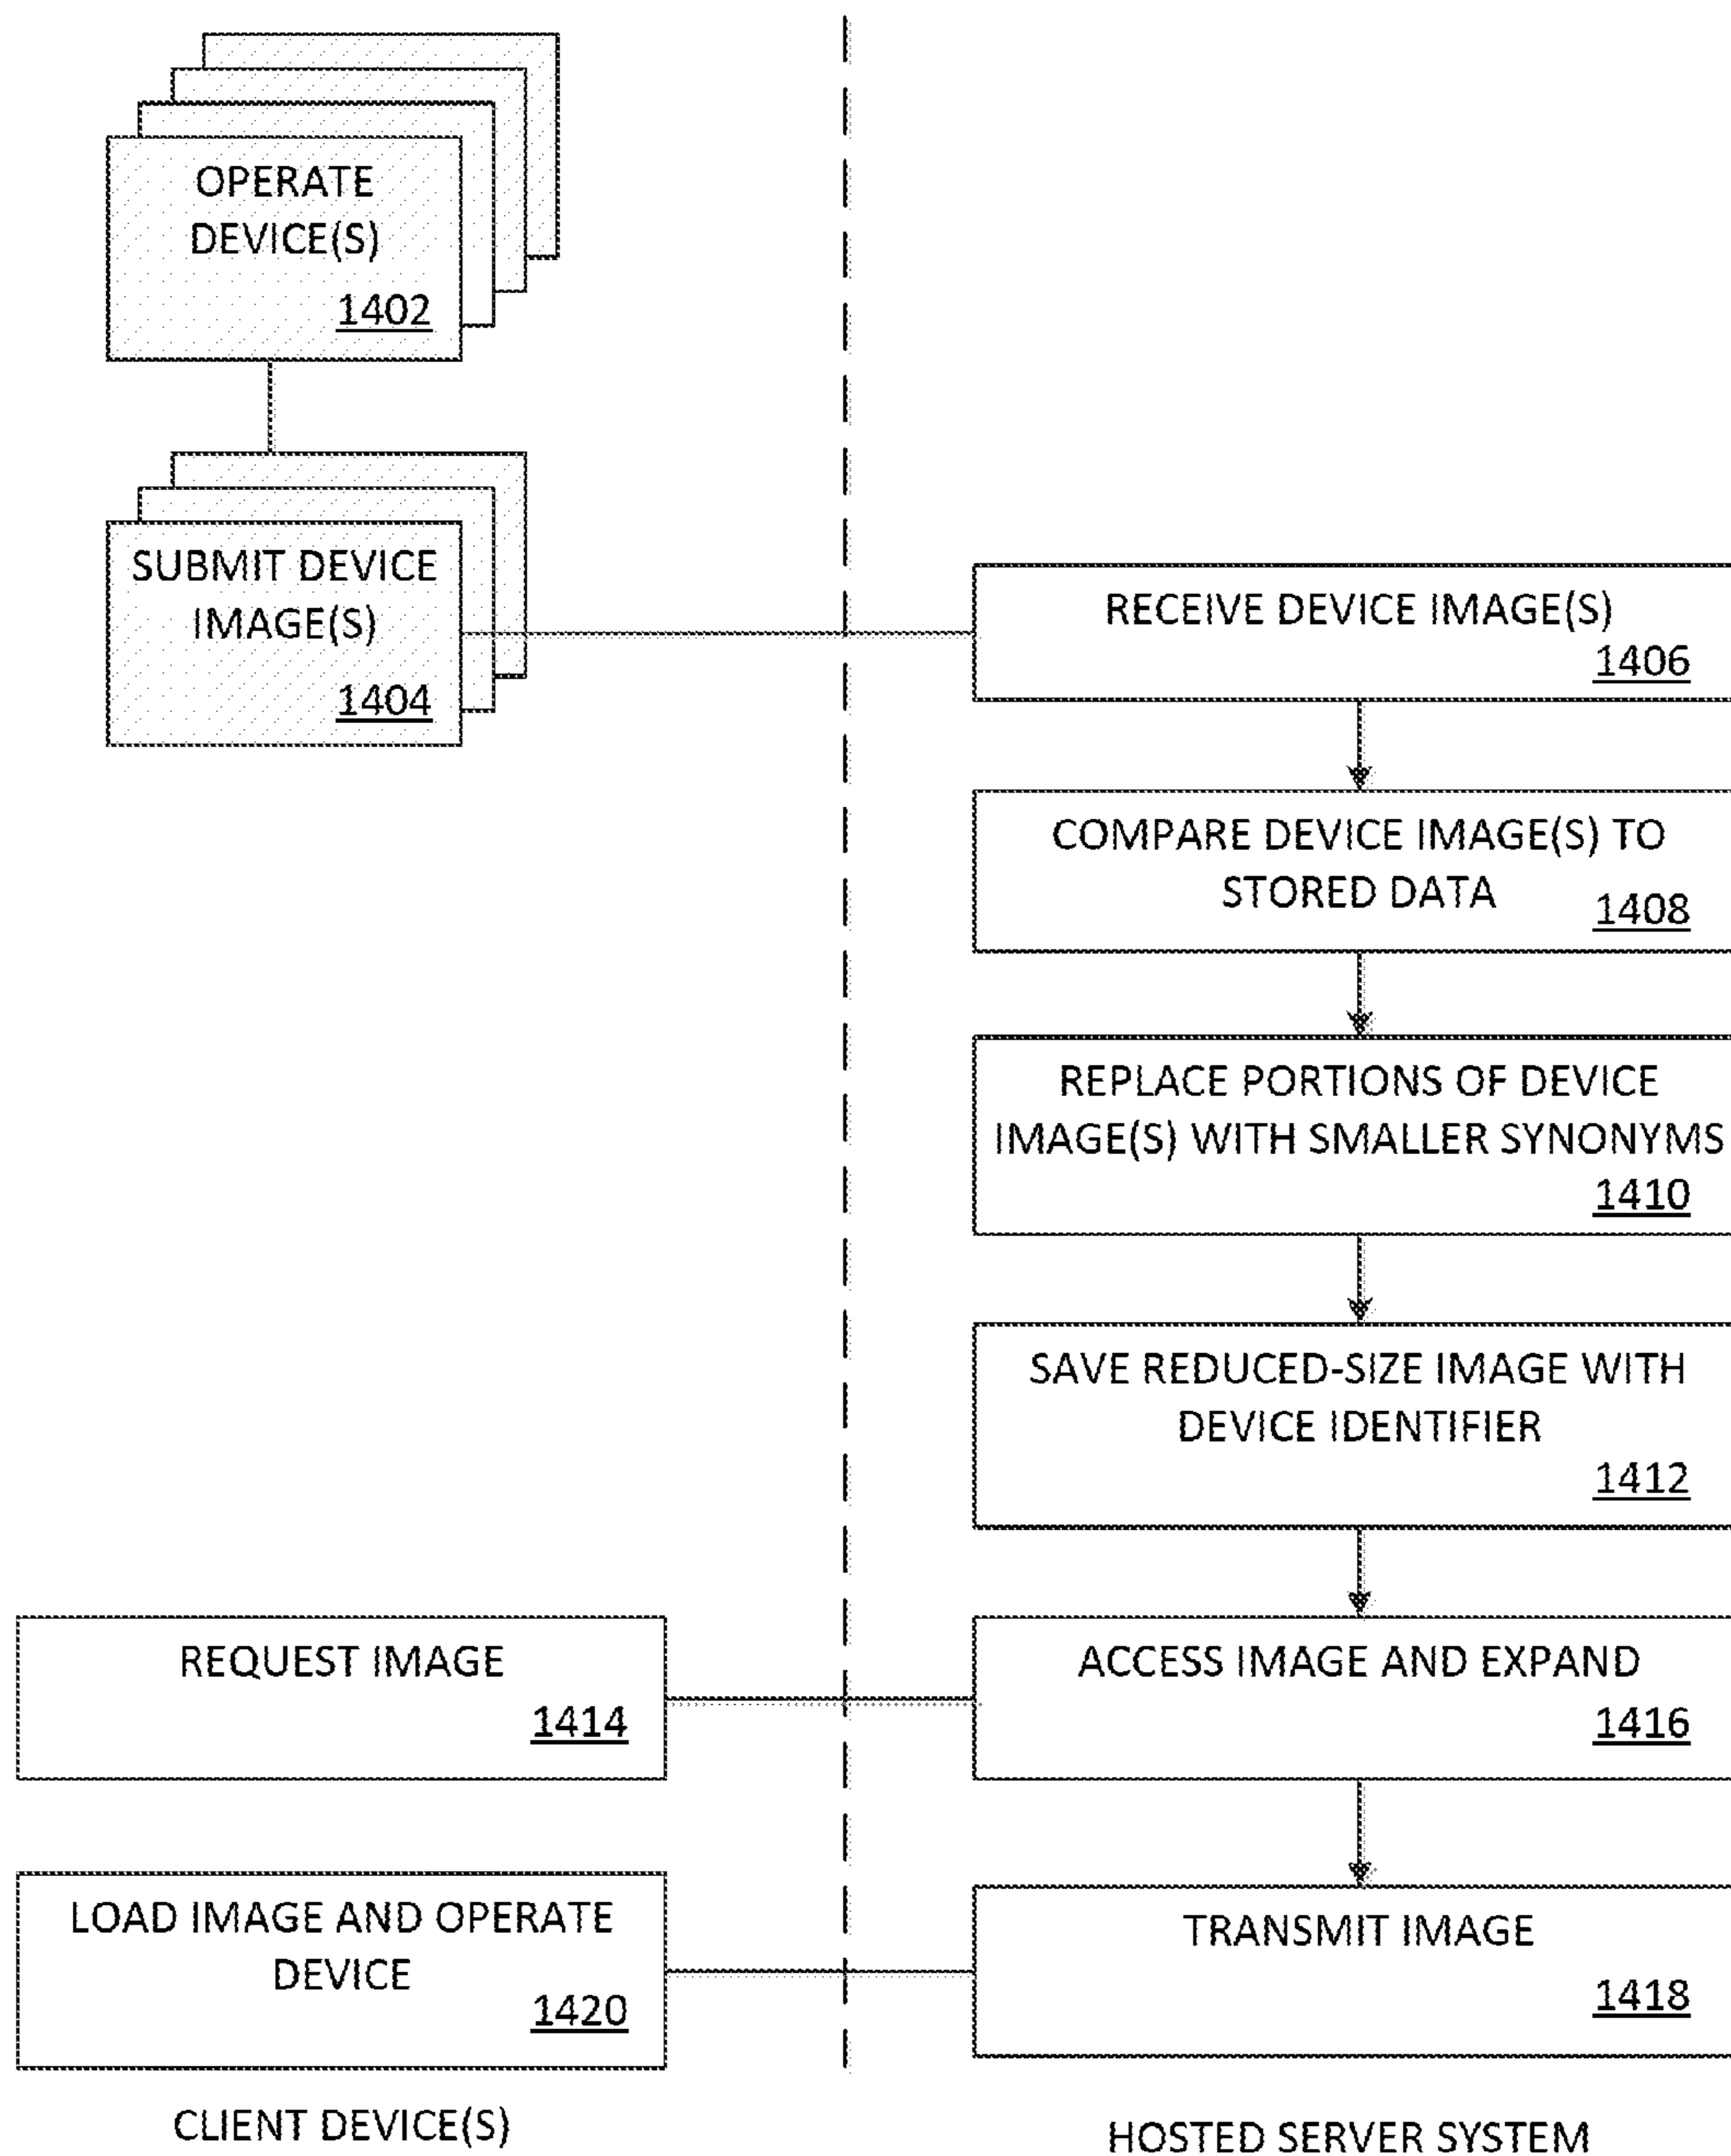 OPERATE
DEVICE(S)
1402
SUBMIT DEVICE
IMAGE(S)
1404
RECEIVE DEVICE IMAGE(S)
1406
COMPARE DEVICE IMAGE(S) TO
STORED DATA
1408
REPLACE PORTIONS OF DEVICE
IMAGE(S) WITH SMALLER SYNONYMS
1410
SAVE REDUCED-SIZE IMAGE WITH
DEVICE IDENTIFIER
1412
REQUEST IMAGE
1414
ACCESS IMAGE AND EXPAND
1416
LOAD IMAGE AND OPERATE
DEVICE
1420
TRANSMIT IMAGE
1418
CLIENT DEVICE(S)
HOSTED SERVER SYSTEM